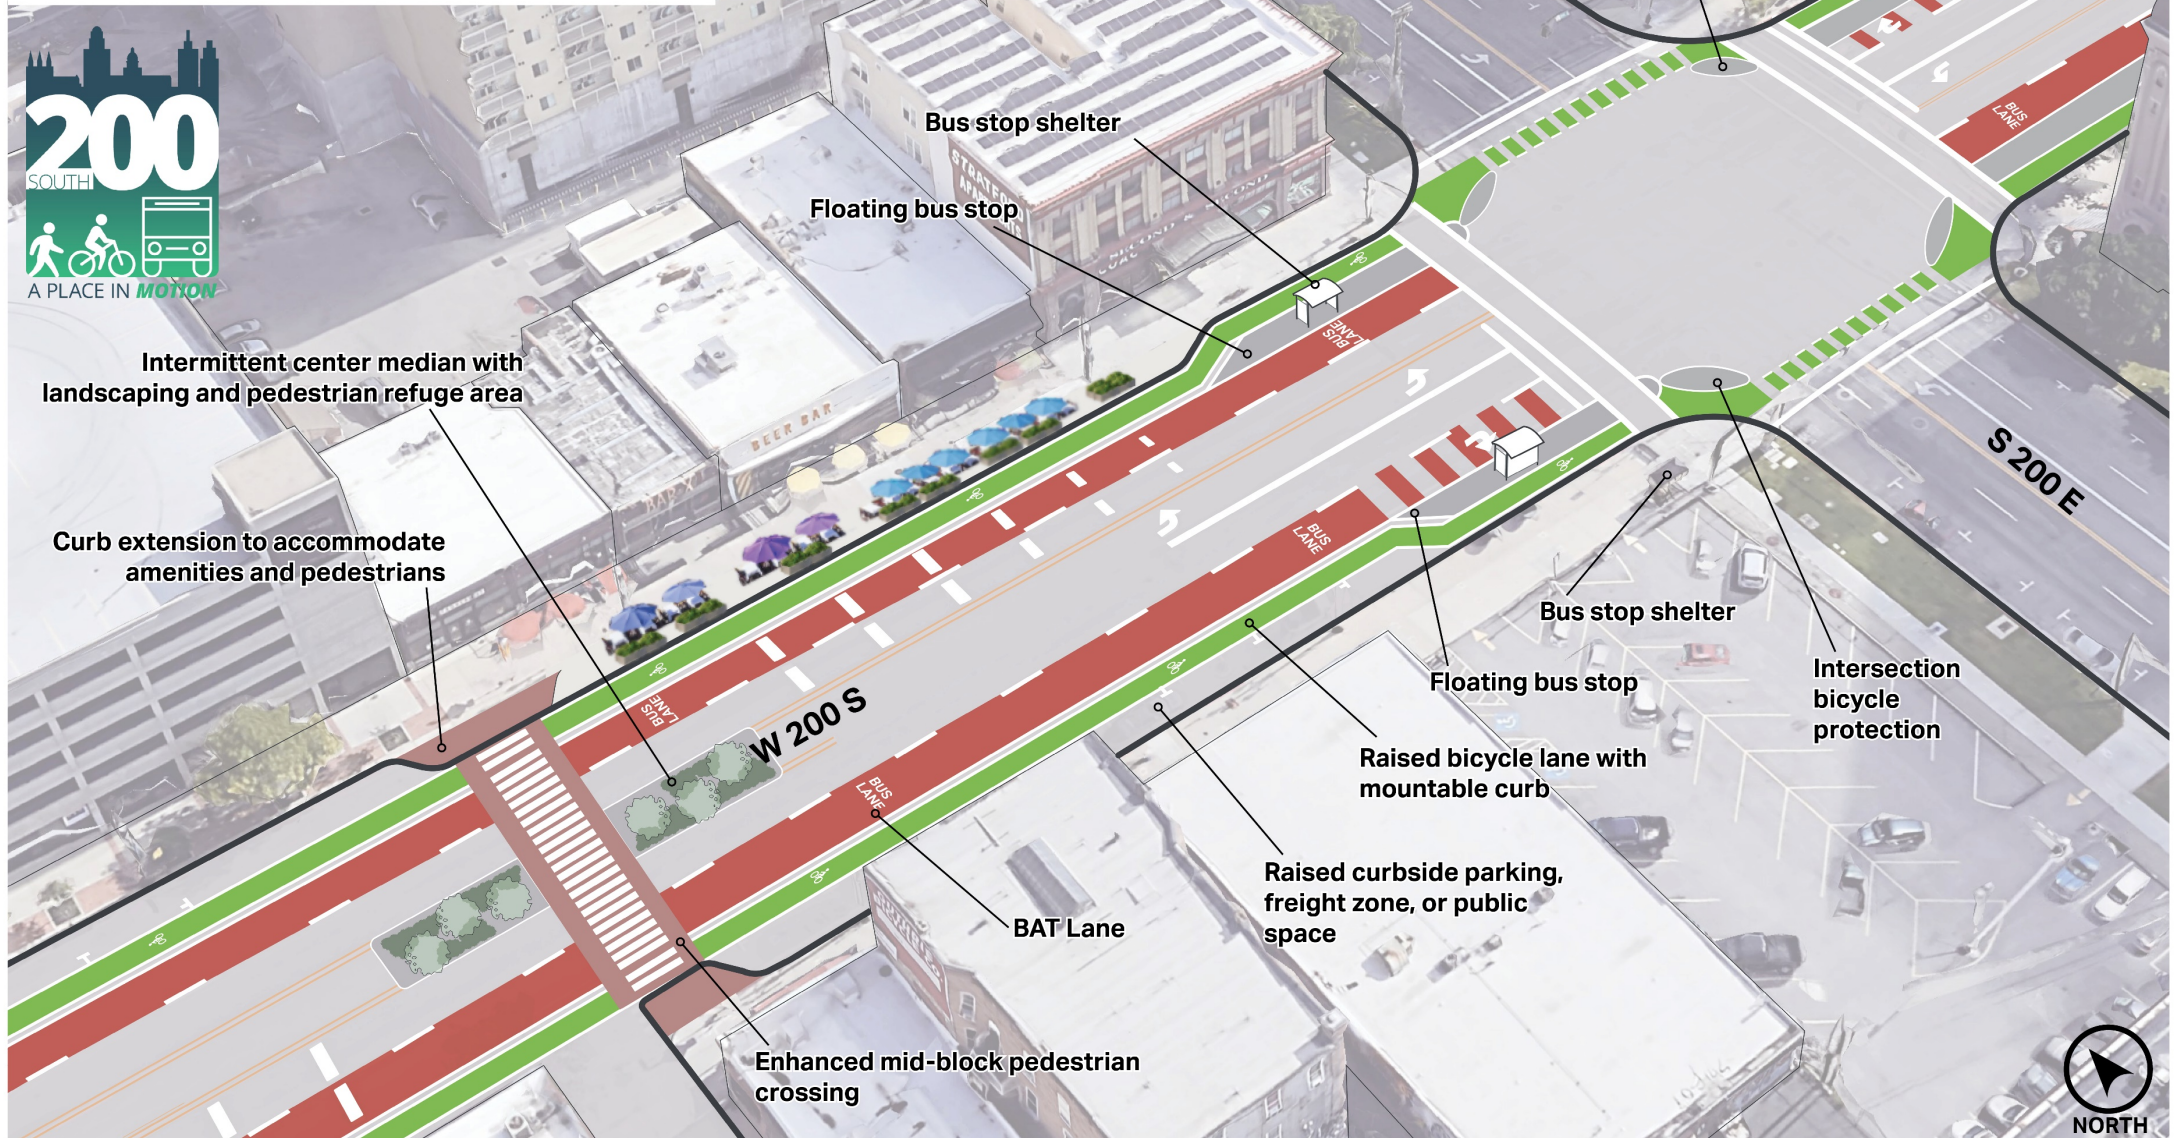 200
SOUTH
A PLACE IN MOTION
Bus stop shelter
Floating bus stop
STRATFORD
SECOND
BUS
LANE
BUS
LANE
Intermittent center median with
landscaping and pedestrian refuge area
BEER BAR
BAR X
Curb extension to accommodate
amenities and pedestrians
S 200 E
BUS
LANE
Bus stop shelter
Floating bus stop
Intersection
bicycle
protection
BUS
LANE
W 200 S
Raised bicycle lane with
mountable curb
BUS
LANE
Raised curbside parking,
freight zone, or public
space
BAT Lane
Enhanced mid-block pedestrian
crossing
NORTH